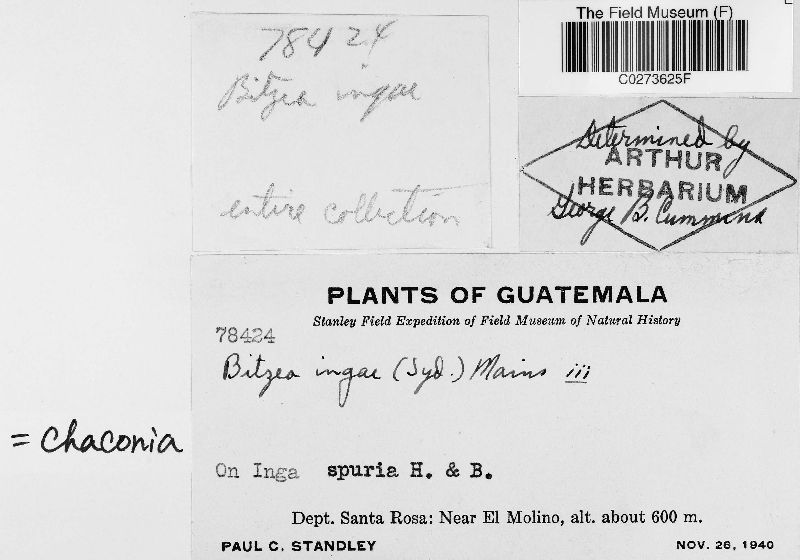 78424
Bitzea ingae
entire collection
The Field Museum (F)
C0273625F
Determined by
ARTHUR
HERBARIUM
George B. Cummins
PLANTS OF GUATEMALA
Stanley Field Expedition of Field Museum of Natural History
78424
Bitzea ingae (Syd.) Mains iii
= Chaconia
On Inga spuria H. & B.
Dept. Santa Rosa: Near El Molino, alt. about 600 m.
PAUL C. STANDLEY NOV. 26, 1940